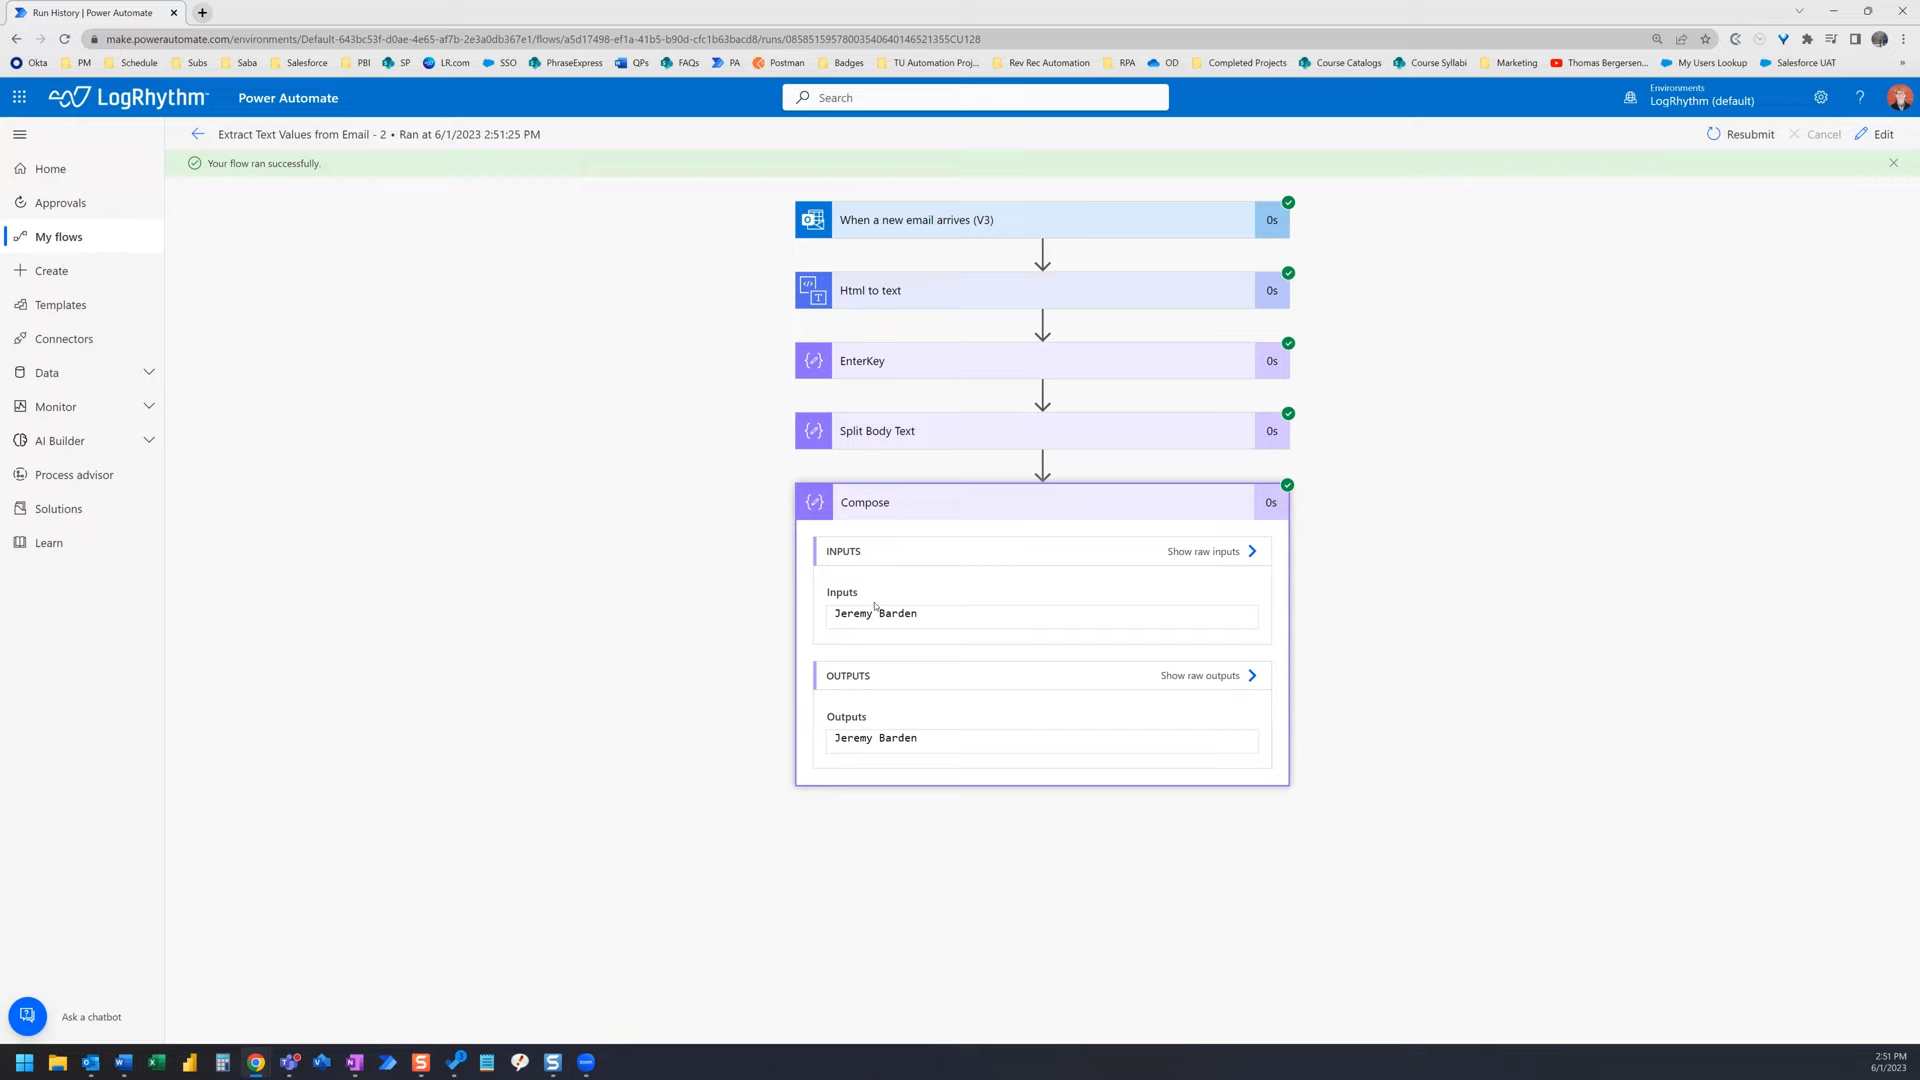 Run History | Power Automate
make.powerautomate.com/environments/Default-643bc53f-d0ae-4e65-af7b-2e3a0db367e1/flows/a5d17498-ef1a-41b5-b90d-cfc1b63bacd8/runs/08585159578003540640146521355CU128
Okta PM Schedule Subs Saba Salesforce PBI SP LR.com SSO PhraseExpress QPs FAQs PA Postman Badges TU Automation Proj... Rev Rec Automation RPA OD Completed Projects Course Catalogs Course Syllabi Marketing Thomas Bergersen... My Users Lookup Salesforce UAT »
LogRhythm Power Automate
Search
Environments
LogRhythm (default)
Extract Text Values from Email - 2 • Ran at 6/1/2023 2:51:25 PM
Resubmit Cancel Edit
Your flow ran successfully.
Home
Approvals
My flows
Create
Templates
Connectors
Data
Monitor
AI Builder
Process advisor
Solutions
Learn
Ask a chatbot
When a new email arrives (V3) 0s
Html to text 0s
EnterKey 0s
Split Body Text 0s
Compose 0s
INPUTS Show raw inputs
Inputs
Jeremy Barden
OUTPUTS Show raw outputs
Outputs
Jeremy Barden
2:51 PM
6/1/2023